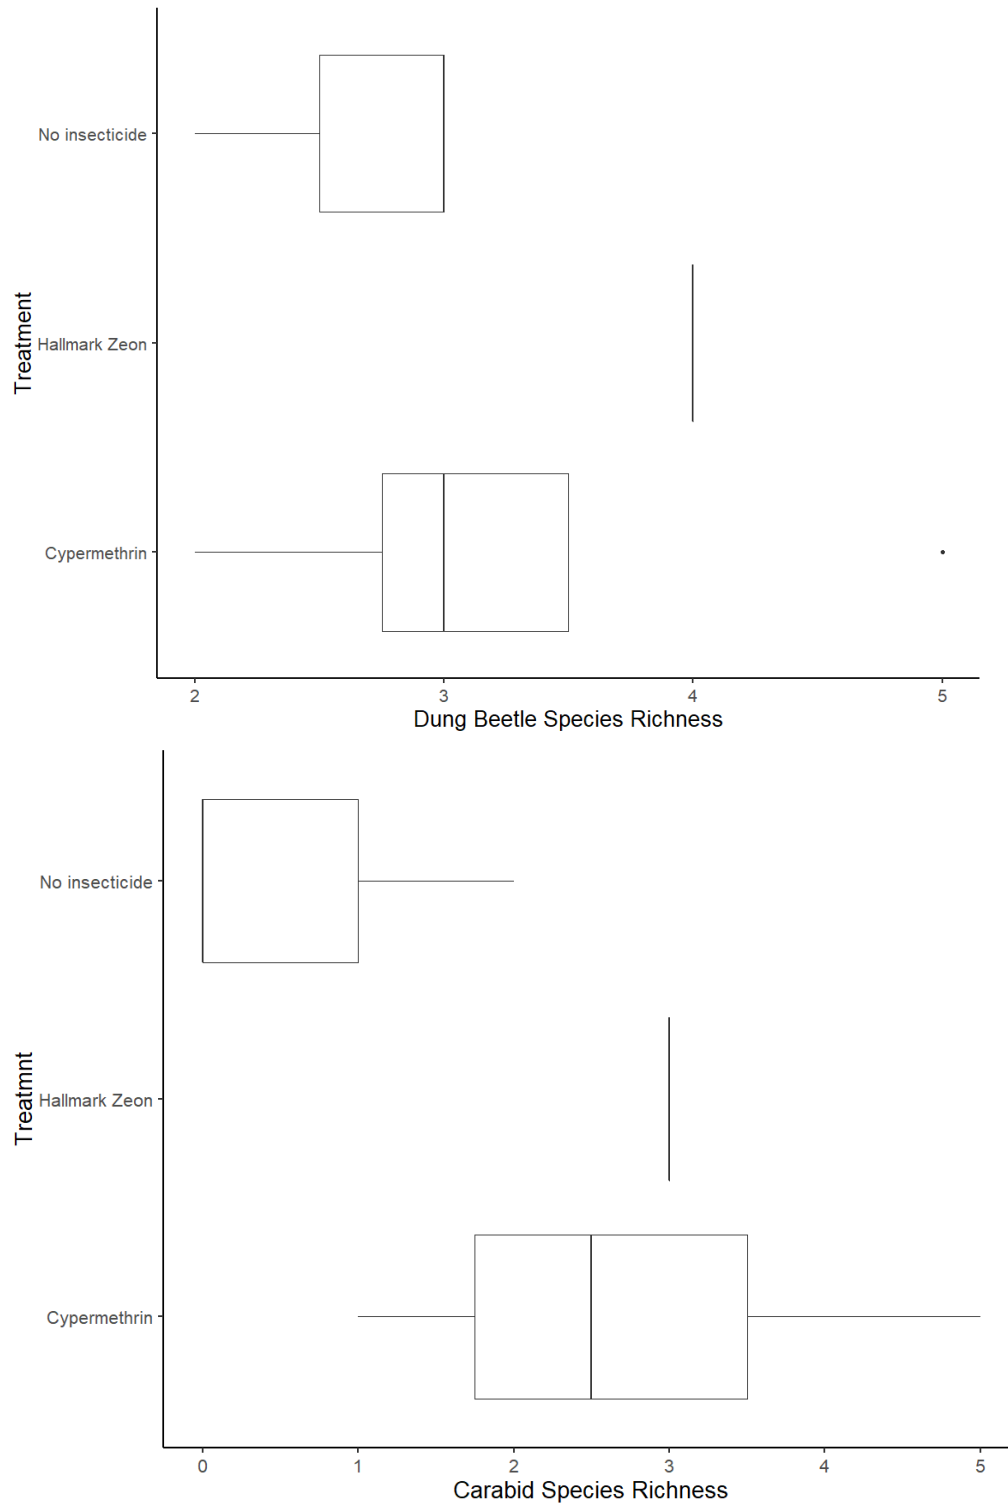 No insecticide
Treatment
Hallmark Zeon
Cypermethrin
2 3 4 5
Dung Beetle Species Richness
No insecticide
Treatmnt
Hallmark Zeon
Cypermethrin
0 1 2 3 4 5
Carabid Species Richness